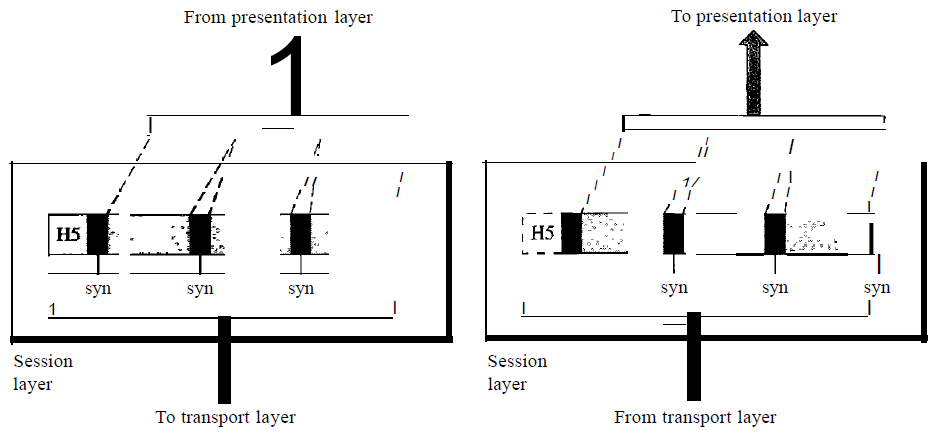 From presentation layer
To presentation layer
H5
H5
syn
syn
syn
syn
syn
syn
Session
layer
Session
layer
To transport layer
From transport layer